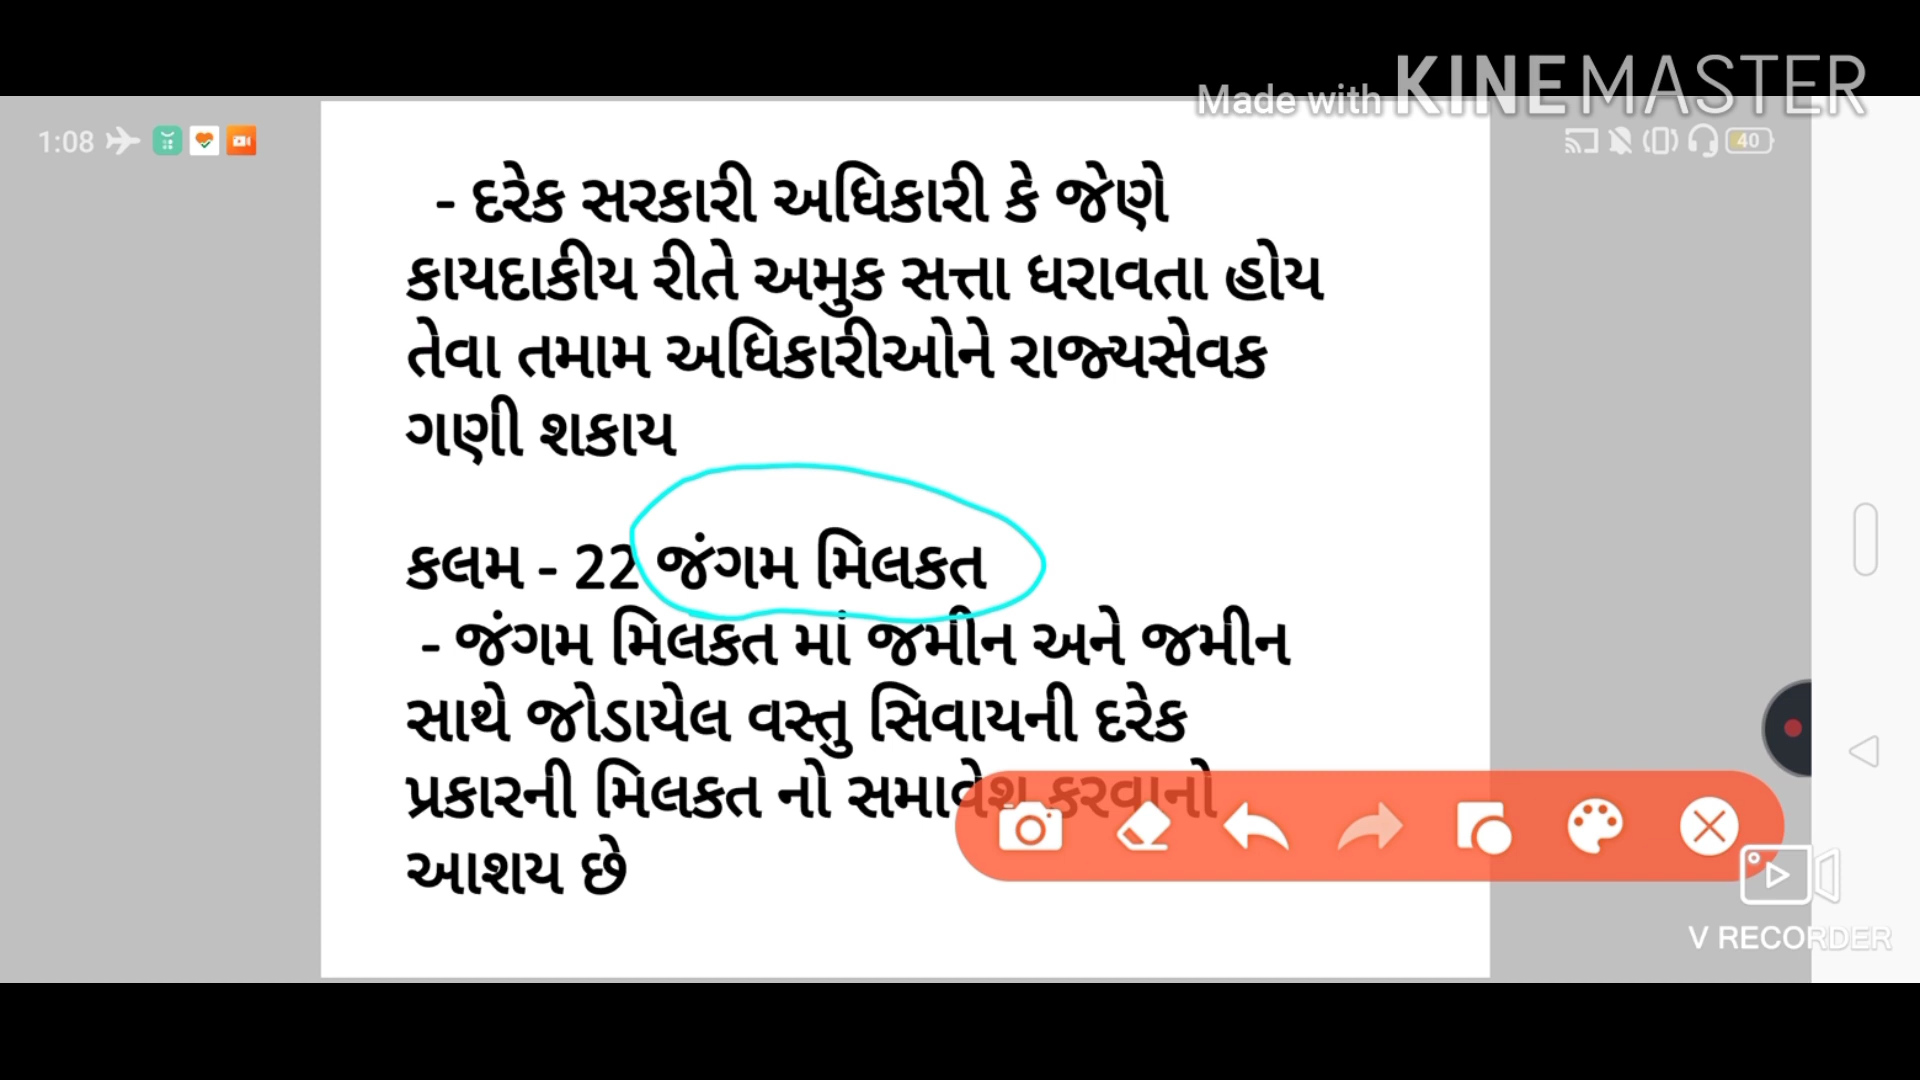 Made with KINEMASTER
1:08
40
- દરેક સરકારી અધિકારી કે જેણે
કાયદાકીય રીતે અમુક સત્તા ધરાવતા હોય
તેવા તમામ અધિકારીઓને રાજ્યસેવક
ગણી શકાય
કલમ - 22 જંગમ મિલકત
- જંગમ મિલકત માં જમીન અને જમીન
સાથે જોડાયેલ વસ્તુ સિવાયની દરેક
પ્રકારની મિલકત નો સમાવેશ કરવાનો
આશય છે
V RECORDER